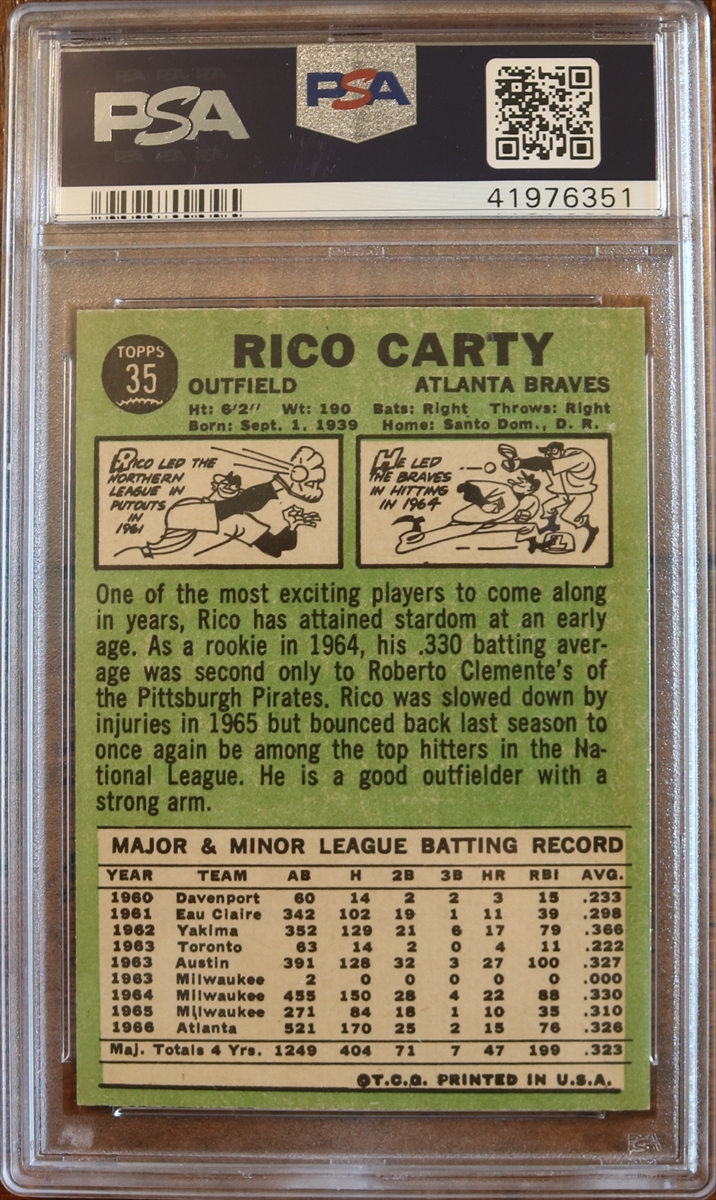 PSA
PSA
41976351
TOPPS
35
RICO CARTY
OUTFIELD ATLANTA BRAVES
Ht: 6'2" Wt: 190 Bats: Right Throws: Right
Born: Sept. 1, 1939 Home: Santo Dom., D. R.
RICO LED THE
NORTHERN
LEAGUE IN
PUTOUTS
IN
1961
HE LED
THE BRAVES
IN HITTING
IN 1964
One of the most exciting players to come along
in years, Rico has attained stardom at an early
age. As a rookie in 1964, his .330 batting aver-
age was second only to Roberto Clemente's of
the Pittsburgh Pirates. Rico was slowed down by
injuries in 1965 but bounced back last season to
once again be among the top hitters in the Na-
tional League. He is a good outfielder with a
strong arm.
MAJOR & MINOR LEAGUE BATTING RECORD
YEAR TEAM AB H 2B 3B HR RBI AVG.
1960 Davenport 60 14 2 2 3 15 .233
1961 Eau Claire 342 102 19 1 11 39 .298
1962 Yakima 352 129 21 6 17 79 .366
1963 Toronto 63 14 2 0 4 11 .222
1963 Austin 391 128 32 3 27 100 .327
1963 Milwaukee 2 0 0 0 0 0 .000
1964 Milwaukee 455 150 28 4 22 88 .330
1965 Milwaukee 271 84 18 1 10 35 .310
1966 Atlanta 521 170 25 2 15 76 .326
Maj. Totals 4 Yrs. 1249 404 71 7 47 199 .323
©T.C.G. PRINTED IN U.S.A.
PSA